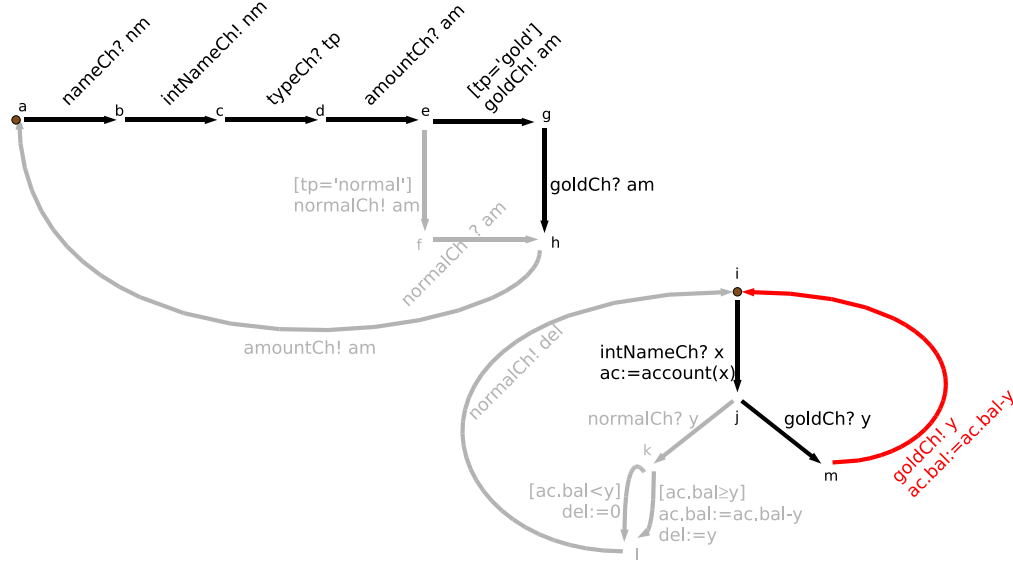 nameCh? nm
intNameCh! nm
typeCh? tp
amountCh? am
[tp='gold']
goldCh! am
a
b
c
d
e
g
[tp='normal']
normalCh! am
goldCh? am
f
h
normalCh ? am
amountCh! am
i
normalCh! del
intNameCh? x
ac:=account(x)
j
normalCh? y
goldCh? y
goldCh! y
ac.bal:=ac.bal-y
k
m
[ac.bal<y]
del:=0
[ac.bal≥y]
ac.bal:=ac.bal-y
del:=y
l